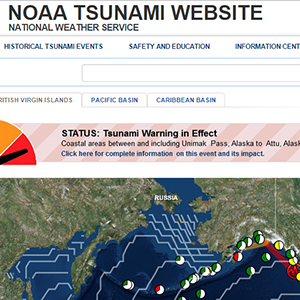 NOAA TSUNAMI WEBSITE
NATIONAL WEATHER SERVICE
HISTORICAL TSUNAMI EVENTS SAFETY AND EDUCATION INFORMATION CENT
RITISH VIRGIN ISLANDS PACIFIC BASIN CARIBBEAN BASIN
STATUS: Tsunami Warning in Effect
Coastal areas between and including Unimak Pass, Alaska to Attu, Alask
Click here for complete information on this event and its impact.
RUSSIA